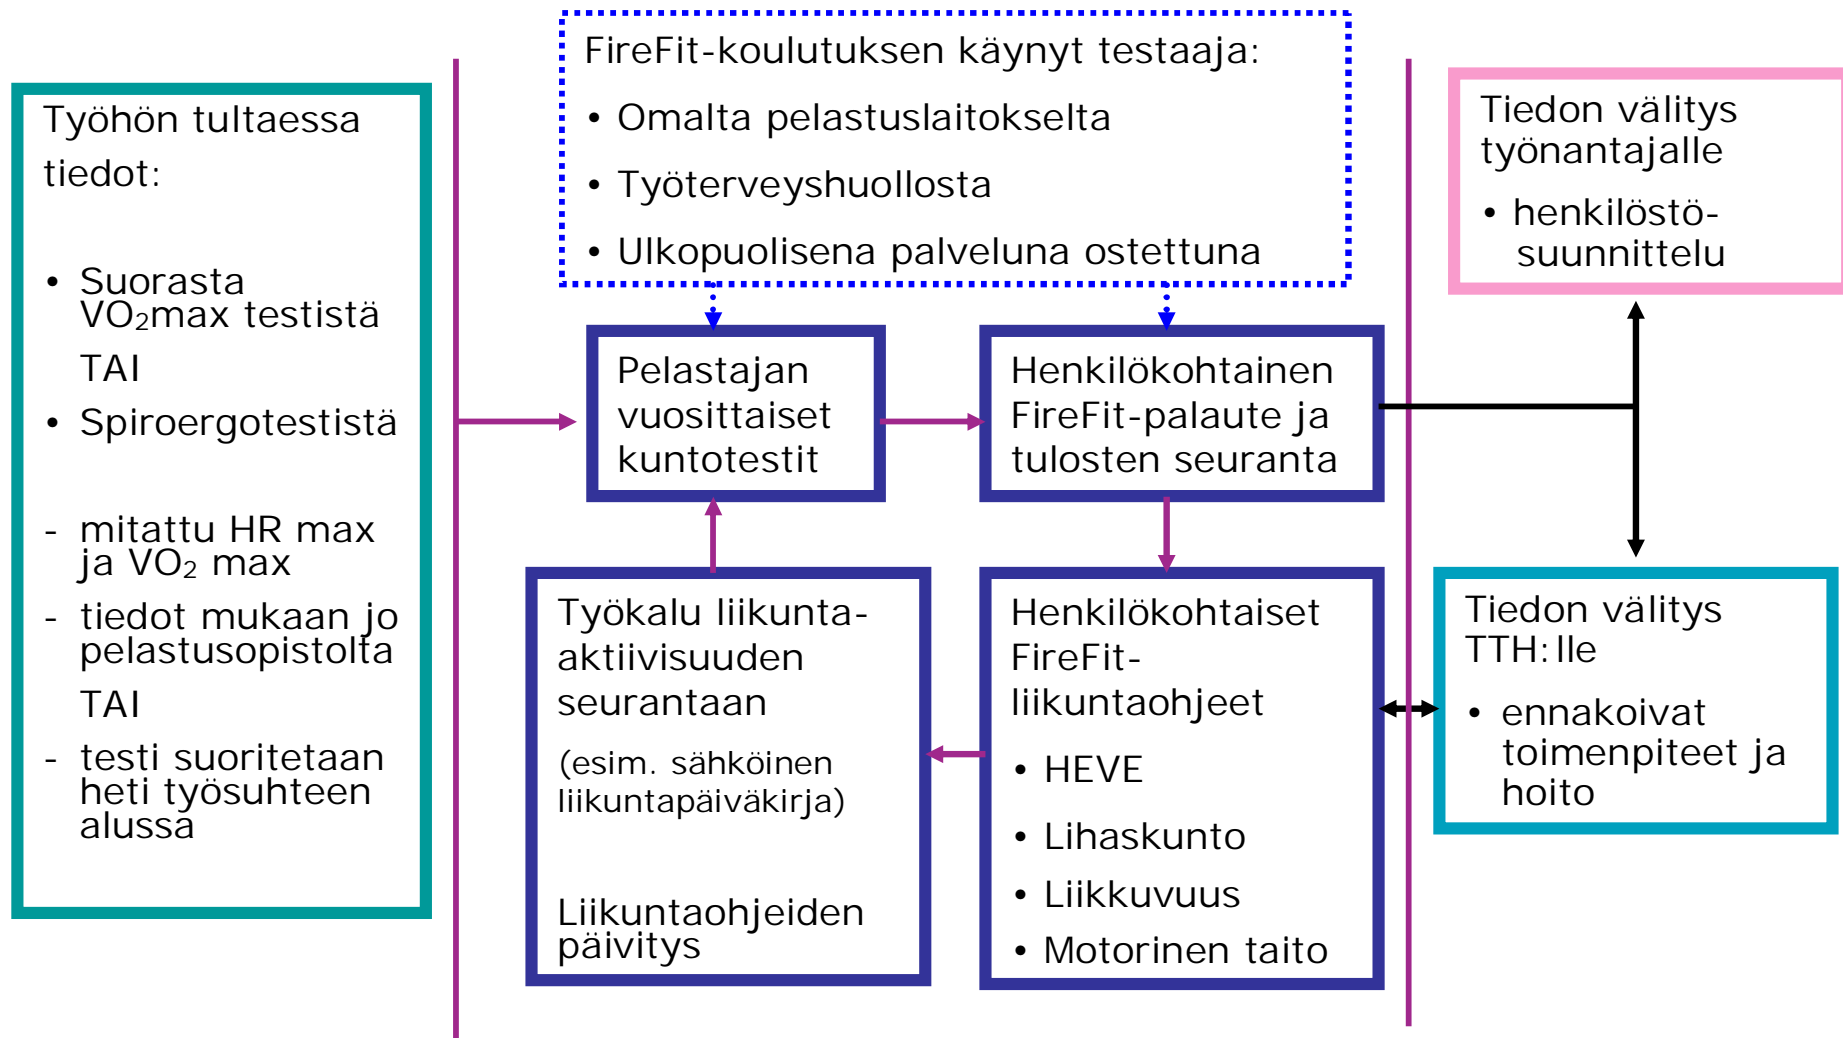 FireFit-koulutuksen käynyt testaaja:
• Omalta pelastuslaitokselta
• Työterveyshuollosta
• Ulkopuolisena palveluna ostettuna
Työhön tultaessa
tiedot:
• Suorasta
VO₂max testistä
TAI
• Spiroergotestistä
- mitattu HR max
ja VO₂ max
- tiedot mukaan jo
pelastusopistolta
TAI
- testi suoritetaan
heti työsuhteen
alussa
Pelastajan
vuosittaiset
kuntotestit
Henkilökohtainen
FireFit-palaute ja
tulosten seuranta
Työkalu liikunta-
aktiivisuuden
seurantaan
(esim. sähköinen
liikuntapäiväkirja)
Liikuntaohjeiden
päivitys
Henkilökohtaiset
FireFit-
liikuntaohjeet
• HEVE
• Lihaskunto
• Liikkuvuus
• Motorinen taito
Tiedon välitys
työnantajalle
• henkilöstö-
suunnittelu
Tiedon välitys
TTH:lle
• ennakoivat
toimenpiteet ja
hoito